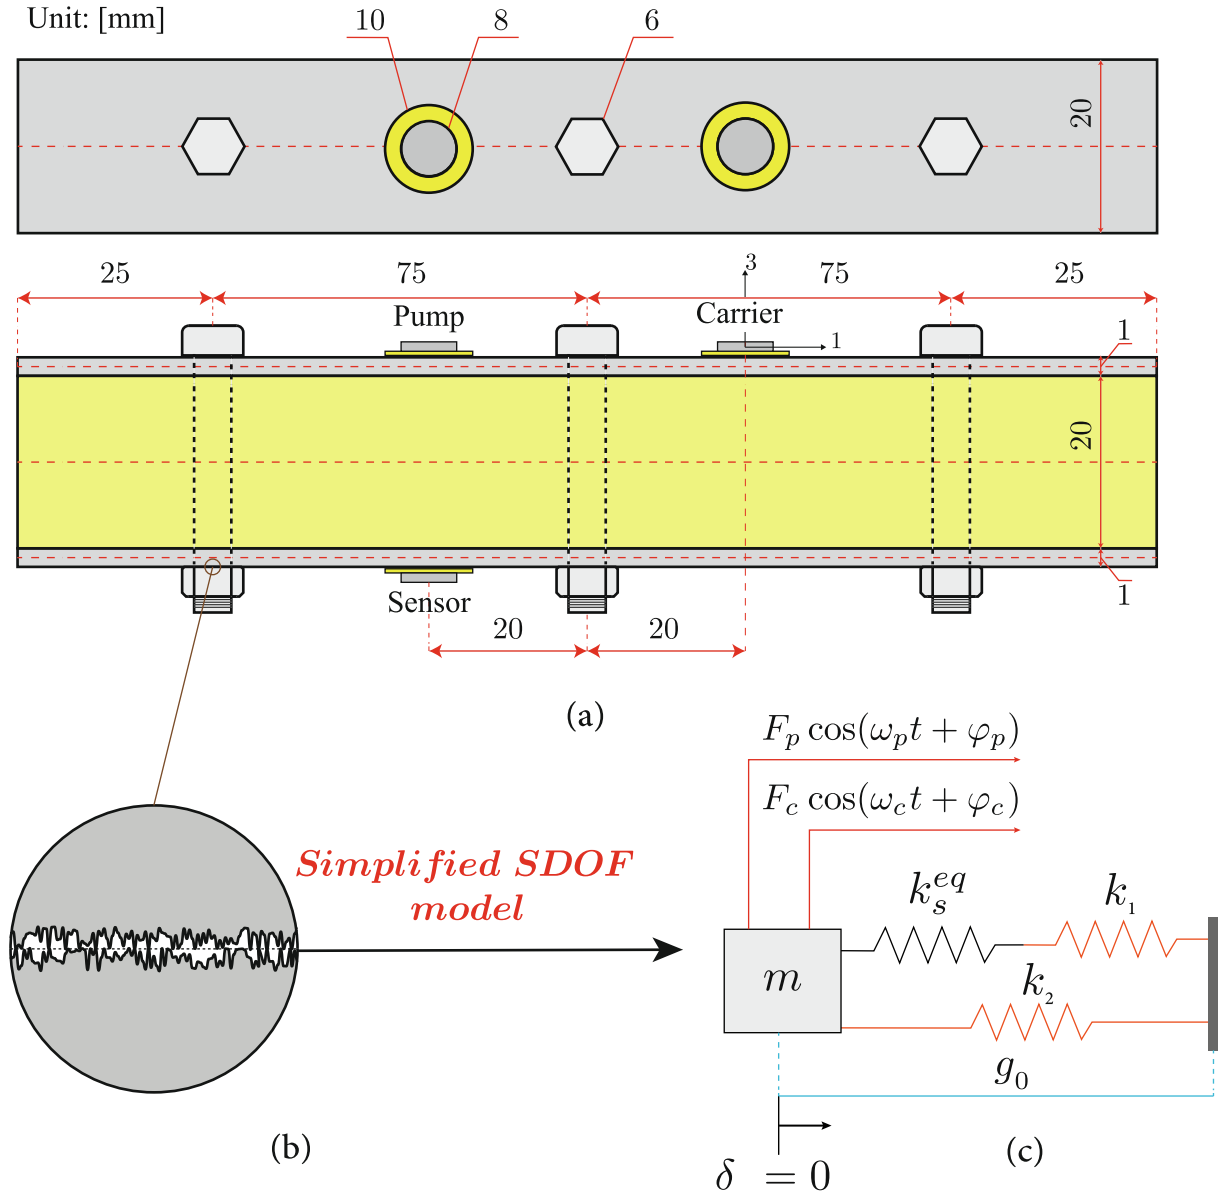 Unit: [mm]
10
8
6
20
25
75
3
75
25
Pump
Carrier
1
1
20
Sensor
1
20
20
(a)
F_p cos(ω_p t + φ_p)
F_c cos(ω_c t + φ_c)
Simplified SDOF
model
k_s^{eq}
k_1
m
k_2
g_0
(b)
(c)
δ = 0